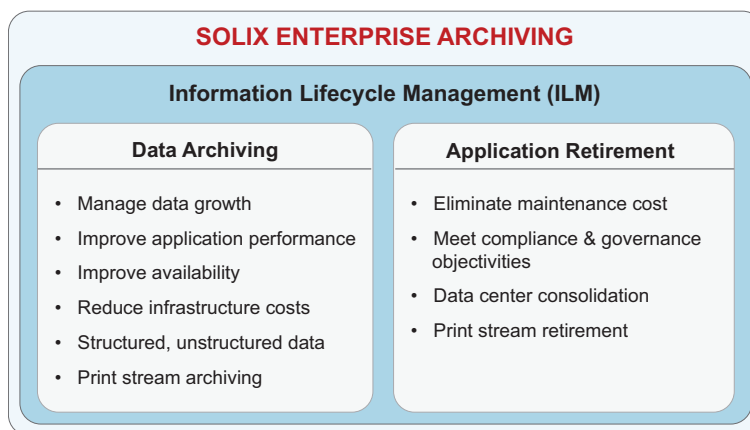 SOLIX ENTERPRISE ARCHIVING
Information Lifecycle Management (ILM)
Data Archiving
• Manage data growth
• Improve application performance
• Improve availability
• Reduce infrastructure costs
• Structured, unstructured data
• Print stream archiving
Application Retirement
• Eliminate maintenance cost
• Meet compliance & governance
objectivities
• Data center consolidation
• Print stream retirement